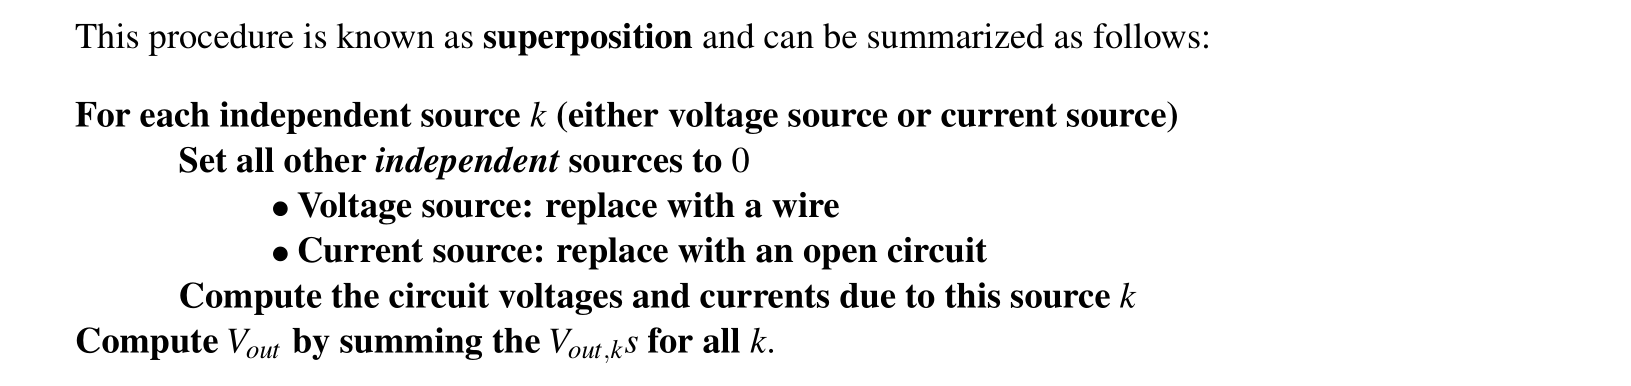 This procedure is known as superposition and can be summarized as follows:
For each independent source k (either voltage source or current source)
Set all other independent sources to 0
• Voltage source: replace with a wire
• Current source: replace with an open circuit
Compute the circuit voltages and currents due to this source k
Compute V_{out} by summing the V_{out,k}s for all k.